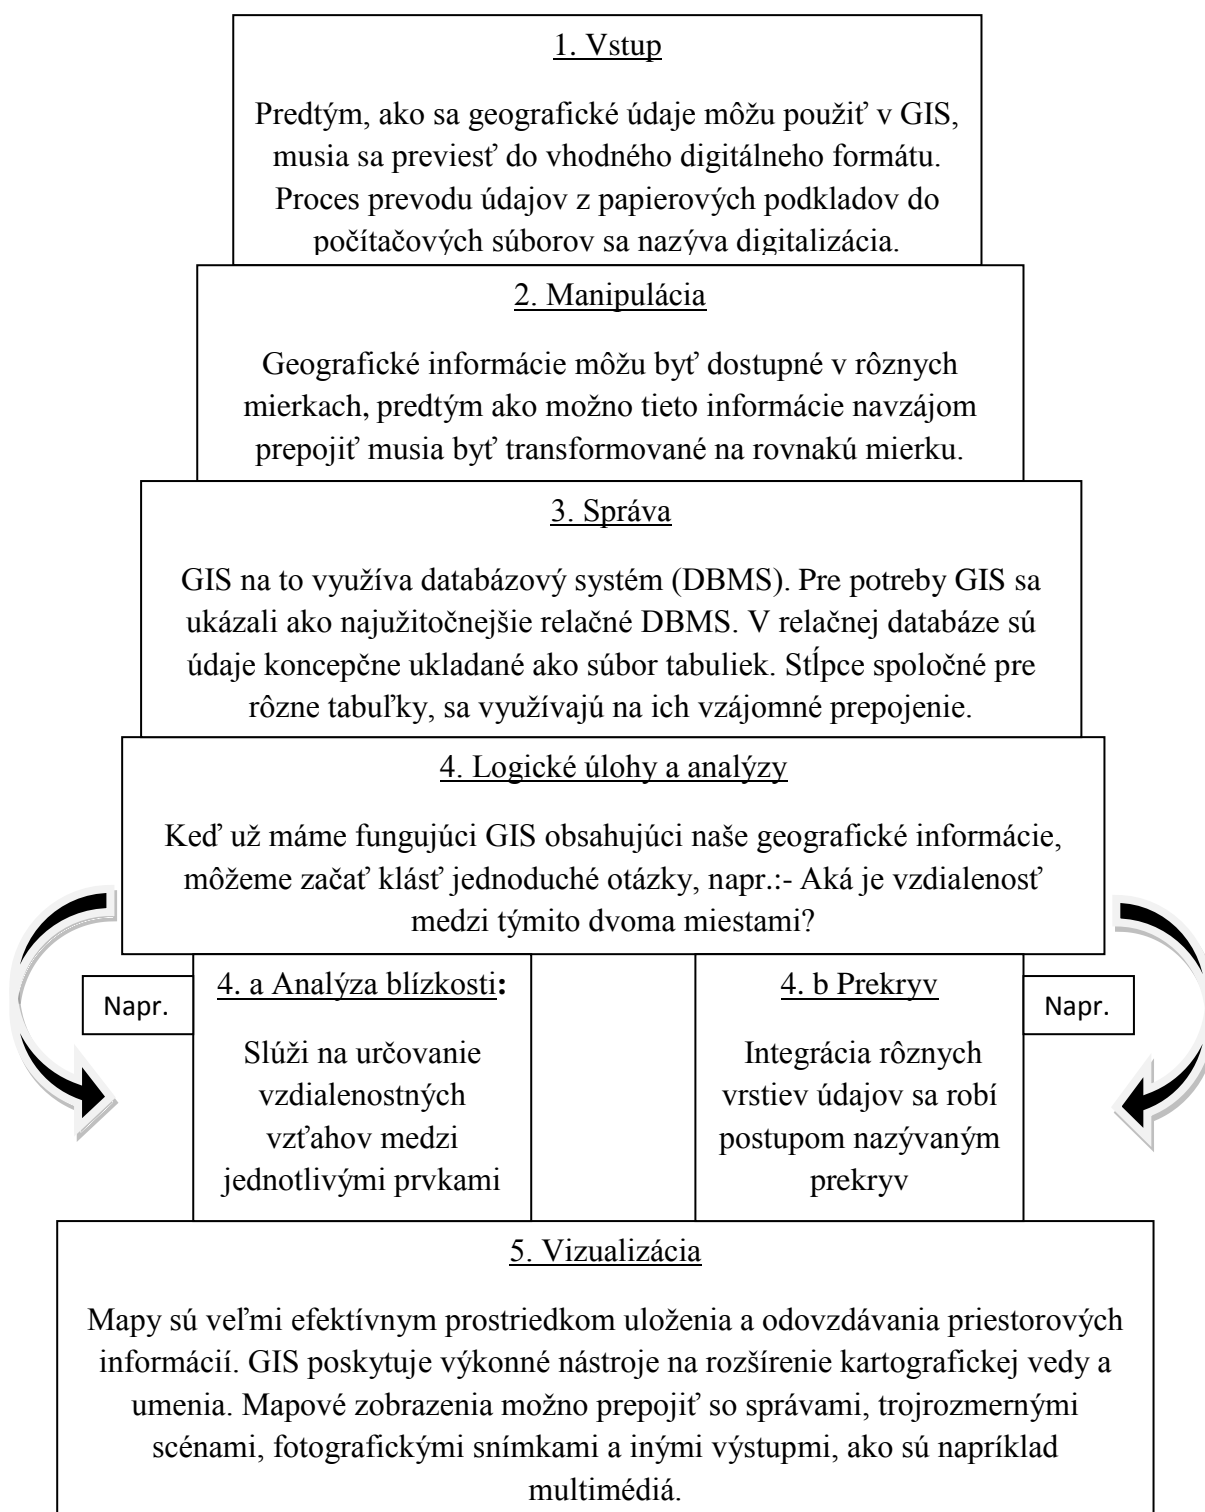 1. Vstup
Predtým, ako sa geografické údaje môžu použiť v GIS,
musia sa previesť do vhodného digitálneho formátu.
Proces prevodu údajov z papierových podkladov do
počítačových súborov sa nazýva digitalizácia.
2. Manipulácia
Geografické informácie môžu byť dostupné v rôznych
mierkach, predtým ako možno tieto informácie navzájom
prepojiť musia byť transformované na rovnakú mierku.
3. Správa
GIS na to využíva databázový systém (DBMS). Pre potreby GIS sa
ukázali ako najužitočnejšie relačné DBMS. V relačnej databáze sú
údaje koncepčne ukladané ako súbor tabuliek. Stĺpce spoločné pre
rôzne tabuľky, sa využívajú na ich vzájomné prepojenie.
4. Logické úlohy a analýzy
Keď už máme fungujúci GIS obsahujúci naše geografické informácie,
môžeme začať klásť jednoduché otázky, napr.:- Aká je vzdialenosť
medzi týmito dvoma miestami?
Napr.
4. a Analýza blízkosti:
Slúži na určovanie
vzdialenostných
vzťahov medzi
jednotlivými prvkami
4. b Prekryv
Integrácia rôznych
vrstiev údajov sa robí
postupom nazývaným
prekryv
Napr.
5. Vizualizácia
Mapy sú veľmi efektívnym prostriedkom uloženia a odovzdávania priestorových
informácií. GIS poskytuje výkonné nástroje na rozšírenie kartografickej vedy a
umenia. Mapové zobrazenia možno prepojiť so správami, trojrozmernými
scénami, fotografickými snímkami a inými výstupmi, ako sú napríklad
multimédiá.